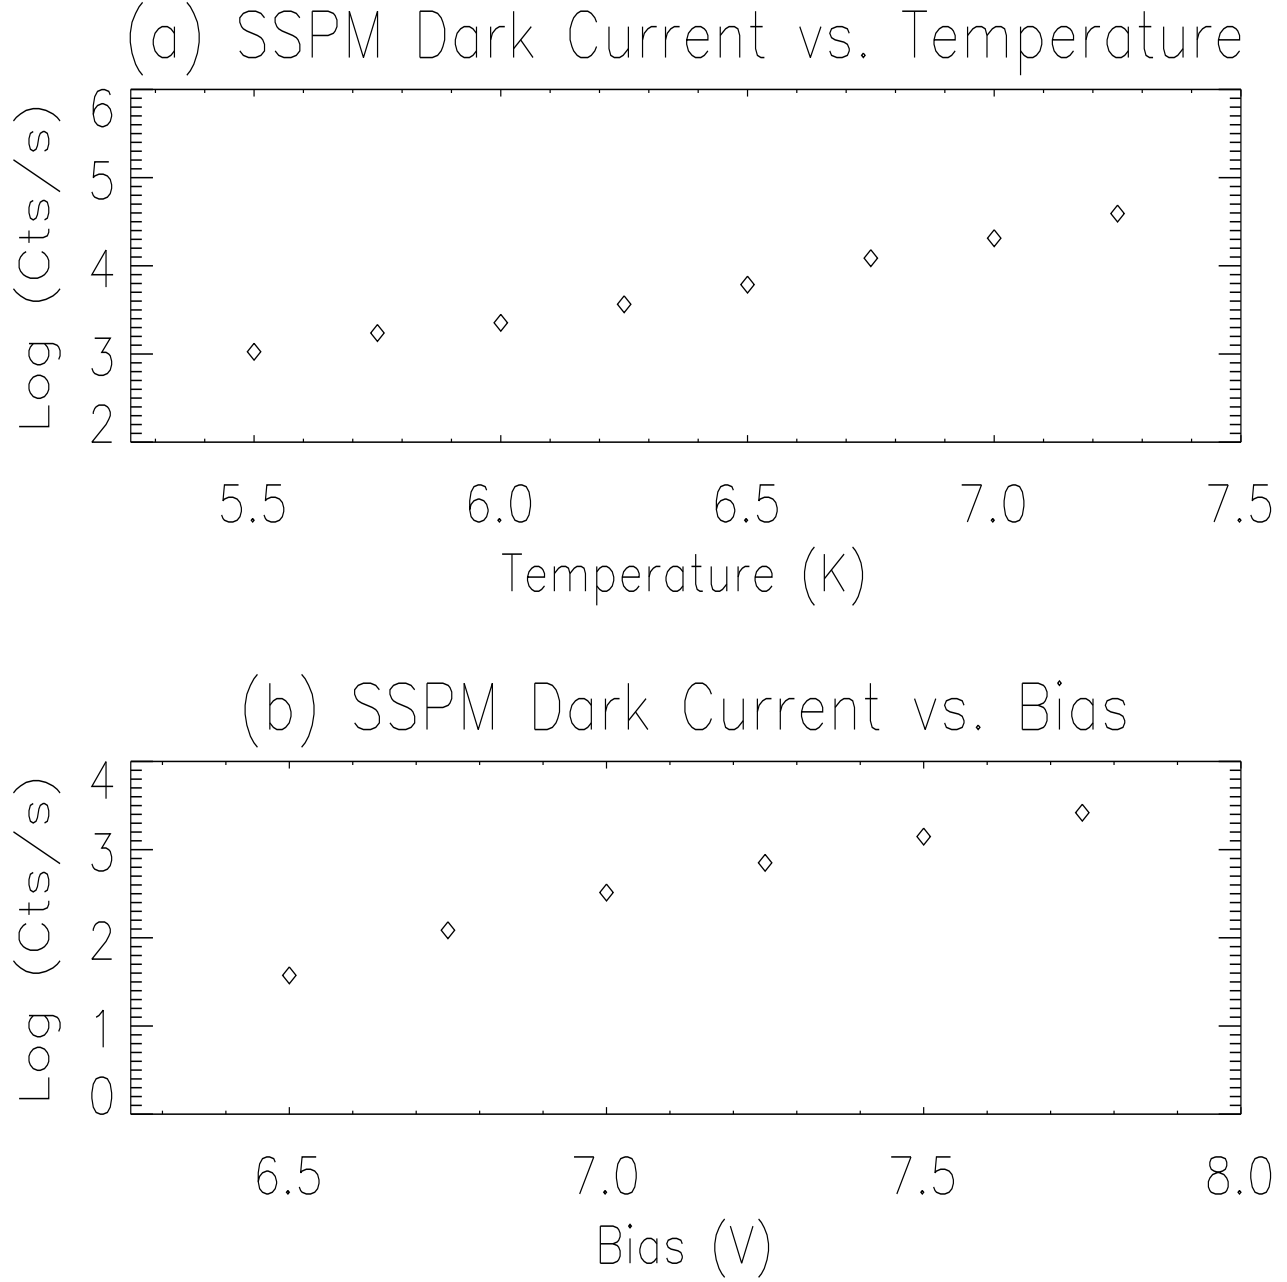 (a) SSPM Dark Current vs. Temperature
6
5
4
3
2
Log (Cts/s)
5.5 6.0 6.5 7.0 7.5
Temperature (K)
(b) SSPM Dark Current vs. Bias
4
3
2
1
0
Log (Cts/s)
6.5 7.0 7.5 8.0
Bias (V)